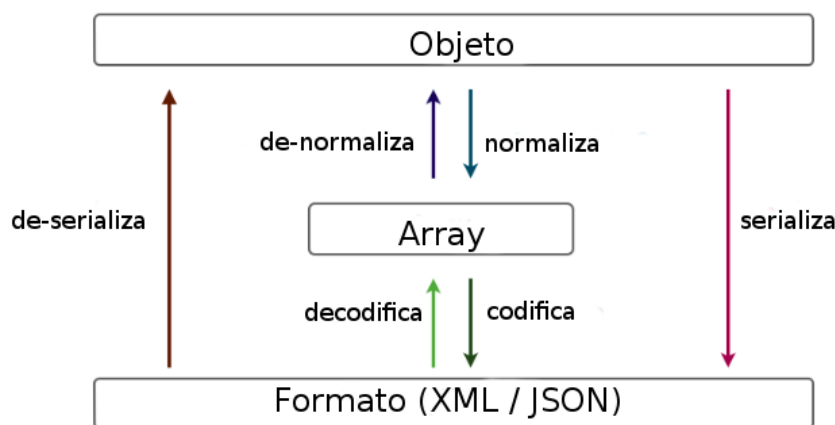 Objeto
de-normaliza
normaliza
de-serializa
serializa
Array
decodifica
codifica
Formato (XML / JSON)